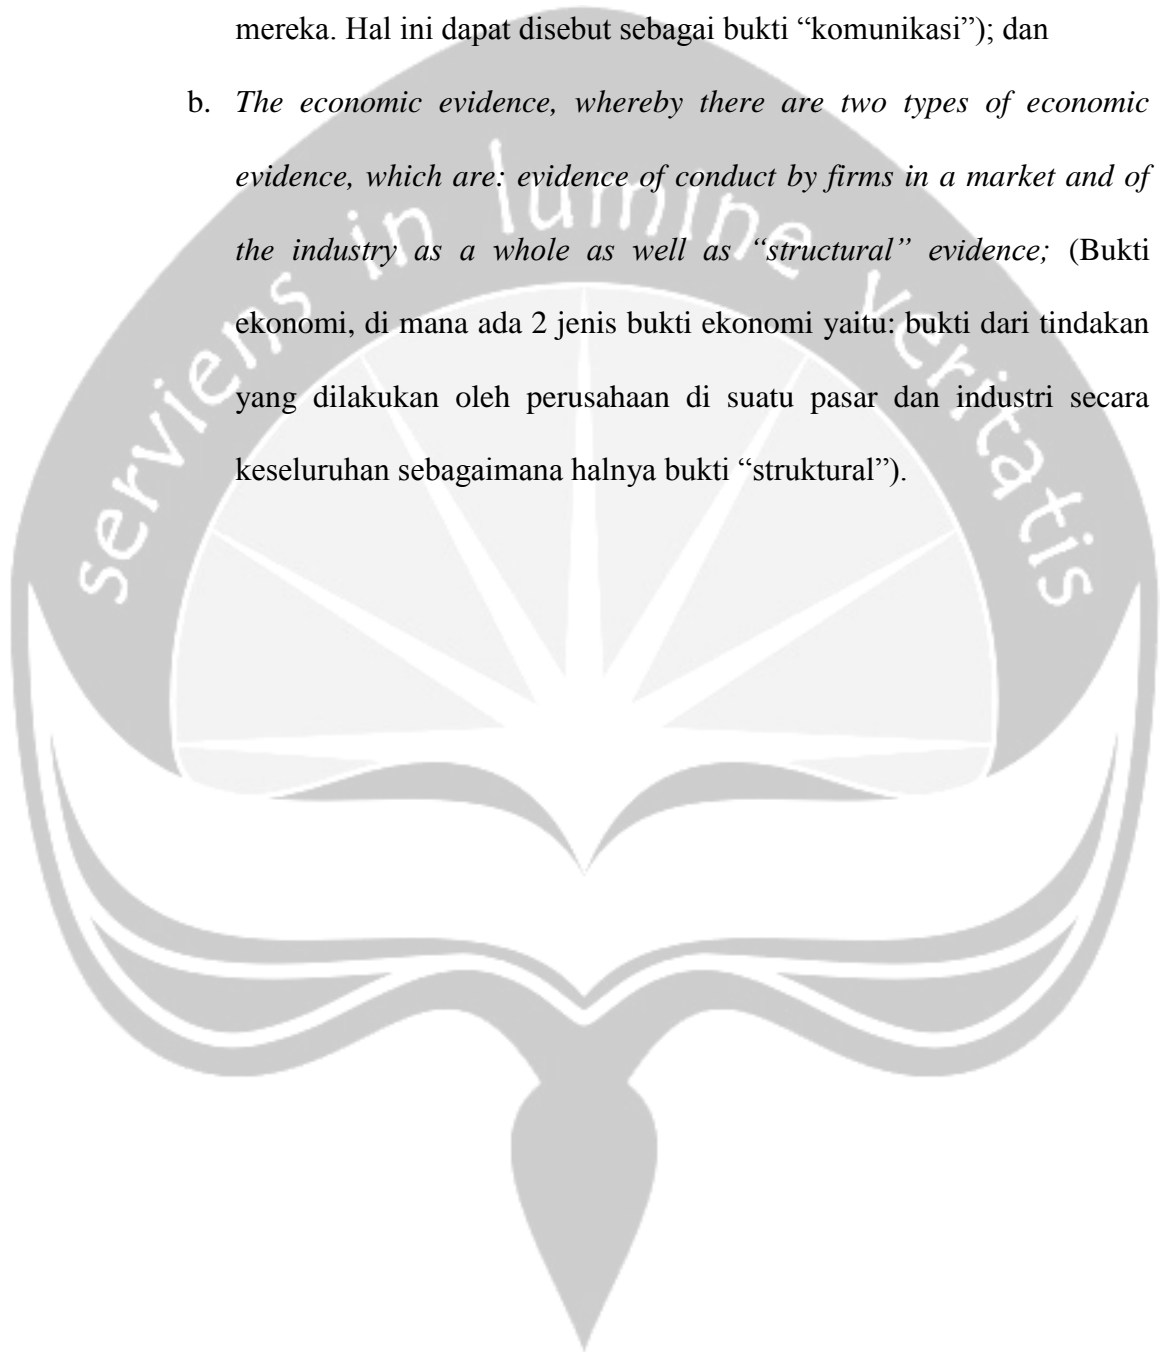 mereka. Hal ini dapat disebut sebagai bukti “komunikasi”); dan
b. The economic evidence, whereby there are two types of economic
evidence, which are: evidence of conduct by firms in a market and of
the industry as a whole as well as “structural” evidence; (Bukti
ekonomi, di mana ada 2 jenis bukti ekonomi yaitu: bukti dari tindakan
yang dilakukan oleh perusahaan di suatu pasar dan industri secara
keseluruhan sebagaimana halnya bukti “struktural”).
serviens in lumine veritatis